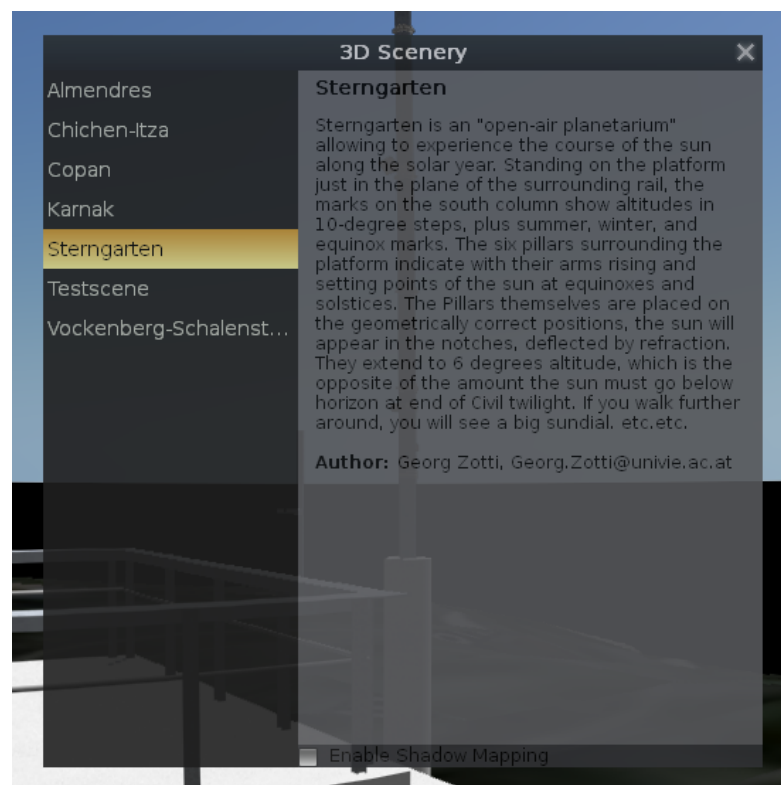 3D Scenery
Almendres
Chichen-Itza
Copan
Karnak
Sterngarten
Testscene
Vockenberg-Schalenst...
Sterngarten
Sterngarten is an "open-air planetarium"
allowing to experience the course of the sun
along the solar year. Standing on the platform
just in the plane of the surrounding rail, the
marks on the south column show altitudes in
10-degree steps, plus summer, winter, and
equinox marks. The six pillars surrounding the
platform indicate with their arms rising and
setting points of the sun at equinoxes and
solstices. The Pillars themselves are placed on
the geometrically correct positions, the sun will
appear in the notches, deflected by refraction.
They extend to 6 degrees altitude, which is the
opposite of the amount the sun must go below
horizon at end of Civil twilight. If you walk further
around, you will see a big sundial. etc.etc.
Author: Georg Zotti, Georg.Zotti@univie.ac.at
Enable Shadow Mapping